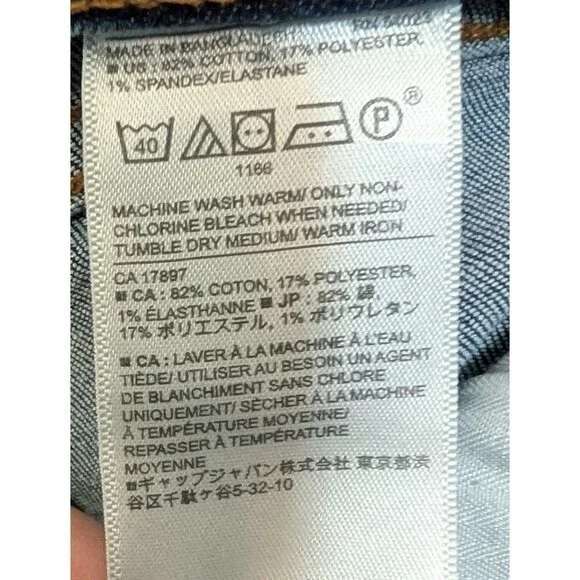 MADE IN BANGLADESH RN 54023
■ US : 82% COTTON, 17% POLYESTER,
1% SPANDEX/ELASTANE
40 P ®
1166
MACHINE WASH WARM/ ONLY NON-
CHLORINE BLEACH WHEN NEEDED/
TUMBLE DRY MEDIUM/ WARM IRON
CA 17897
■ CA : 82% COTON, 17% POLYESTER,
1% ÉLASTHANNE ■ JP : 82% 綿,
17% ポリエステル, 1% ポリウレタン
■ CA : LAVER À LA MACHINE À L'EAU
TIÈDE/ UTILISER AU BESOIN UN AGENT
DE BLANCHIMENT SANS CHLORE
UNIQUEMENT/ SÉCHER À LA MACHINE
À TEMPÉRATURE MOYENNE/
REPASSER À TEMPÉRATURE
MOYENNE
■ギャップジャパン株式会社 東京都渋
谷区千駄ケ谷5-32-10